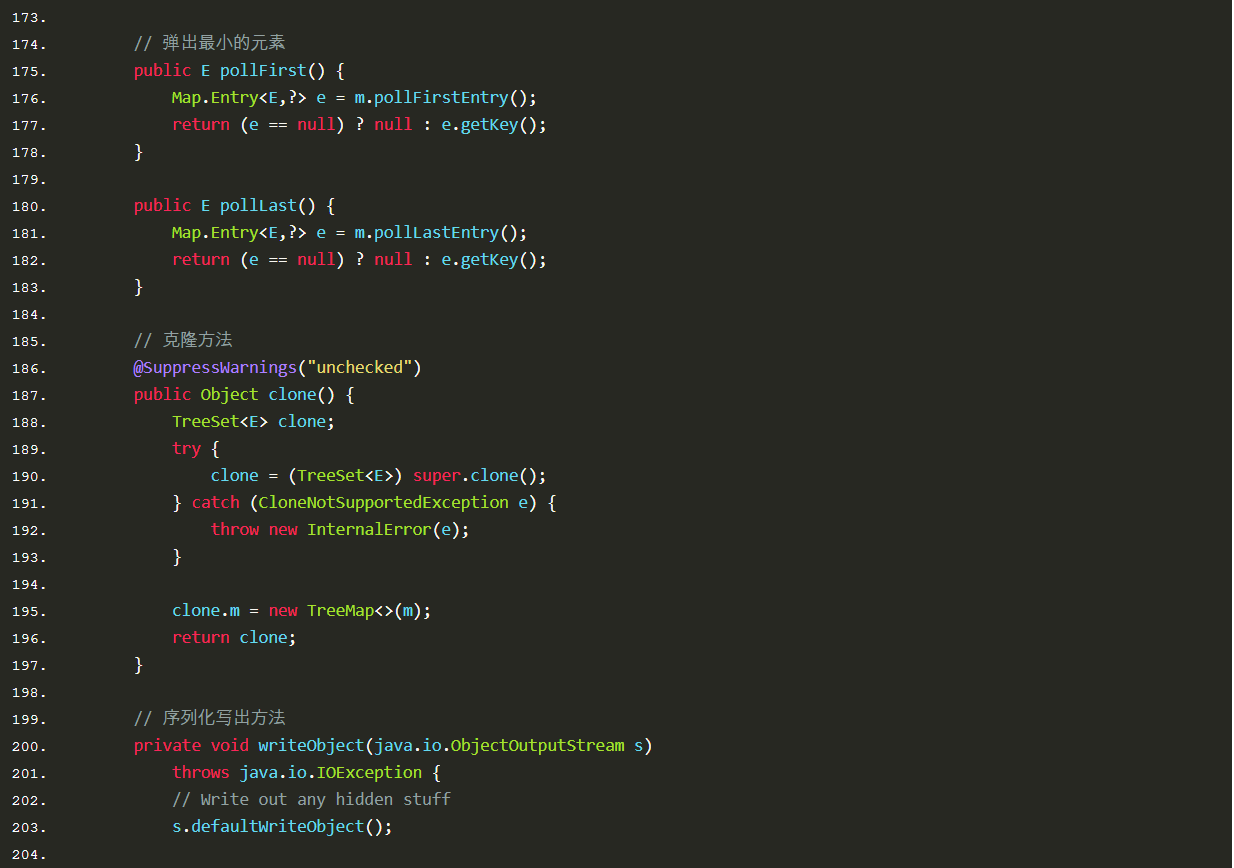 173.
174.         // 弹出最小的元素
175.         public E pollFirst() {
176.             Map.Entry<E,?> e = m.pollFirstEntry();
177.             return (e == null) ? null : e.getKey();
178.         }
179.
180.         public E pollLast() {
181.             Map.Entry<E,?> e = m.pollLastEntry();
182.             return (e == null) ? null : e.getKey();
183.         }
184.
185.         // 克隆方法
186.         @SuppressWarnings("unchecked")
187.         public Object clone() {
188.             TreeSet<E> clone;
189.             try {
190.                 clone = (TreeSet<E>) super.clone();
191.             } catch (CloneNotSupportedException e) {
192.                 throw new InternalError(e);
193.             }
194.
195.             clone.m = new TreeMap<>(m);
196.             return clone;
197.         }
198.
199.         // 序列化写出方法
200.         private void writeObject(java.io.ObjectOutputStream s)
201.             throws java.io.IOException {
202.             // Write out any hidden stuff
203.             s.defaultWriteObject();
204.